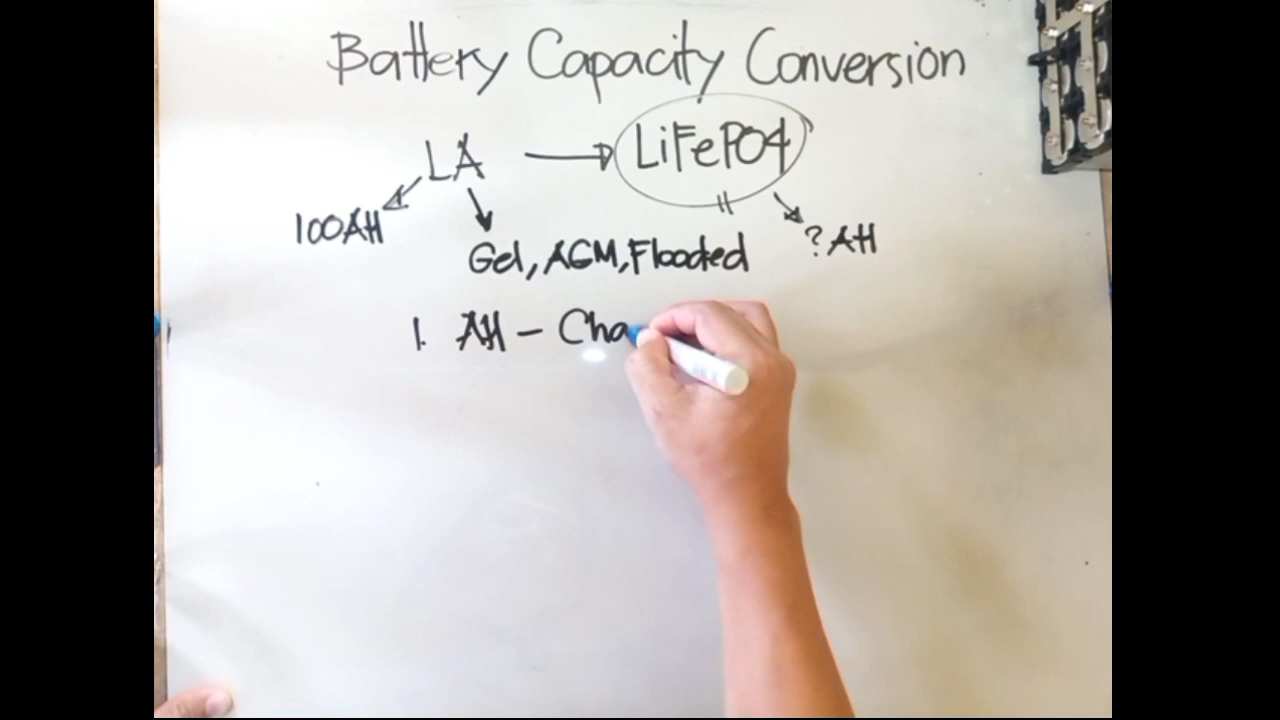 Battery Capacity Conversion
LA → LiFePO4
100AH
?AH
Gel, AGM, Flooded
1. AH - Cha